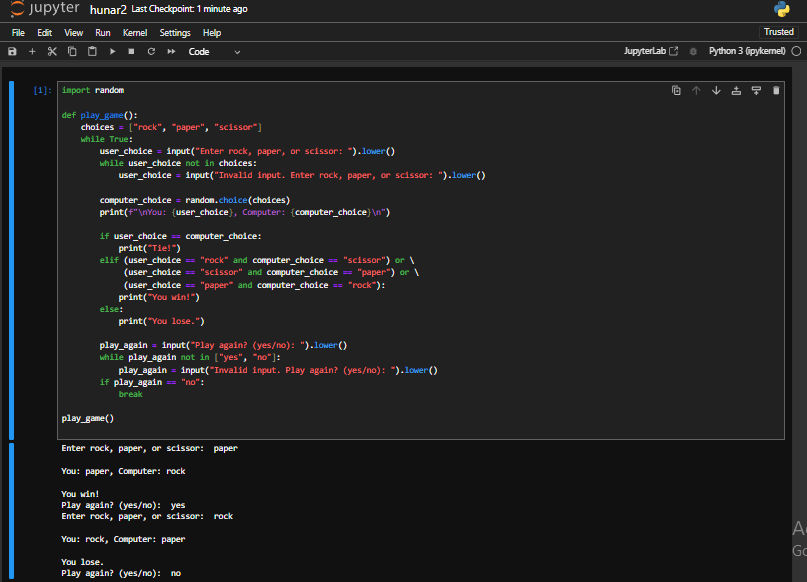 jupyter hunar2 Last Checkpoint: 1 minute ago
File Edit View Run Kernel Settings Help Trusted
Code JupyterLab Python 3 (ipykernel)
[1]: import random

def play_game():
    choices = ["rock", "paper", "scissor"]
    while True:
        user_choice = input("Enter rock, paper, or scissor: ").lower()
        while user_choice not in choices:
            user_choice = input("Invalid input. Enter rock, paper, or scissor: ").lower()

        computer_choice = random.choice(choices)
        print(f"\nYou: {user_choice}, Computer: {computer_choice}\n")

        if user_choice == computer_choice:
            print("Tie!")
        elif (user_choice == "rock" and computer_choice == "scissor") or \
             (user_choice == "scissor" and computer_choice == "paper") or \
             (user_choice == "paper" and computer_choice == "rock"):
            print("You win!")
        else:
            print("You lose.")

        play_again = input("Play again? (yes/no): ").lower()
        while play_again not in ["yes", "no"]:
            play_again = input("Invalid input. Play again? (yes/no): ").lower()
        if play_again == "no":
            break

play_game()
Enter rock, paper, or scissor:  paper

You: paper, Computer: rock

You win!
Play again? (yes/no):  yes
Enter rock, paper, or scissor:  rock

You: rock, Computer: paper

You lose.
Play again? (yes/no):  no